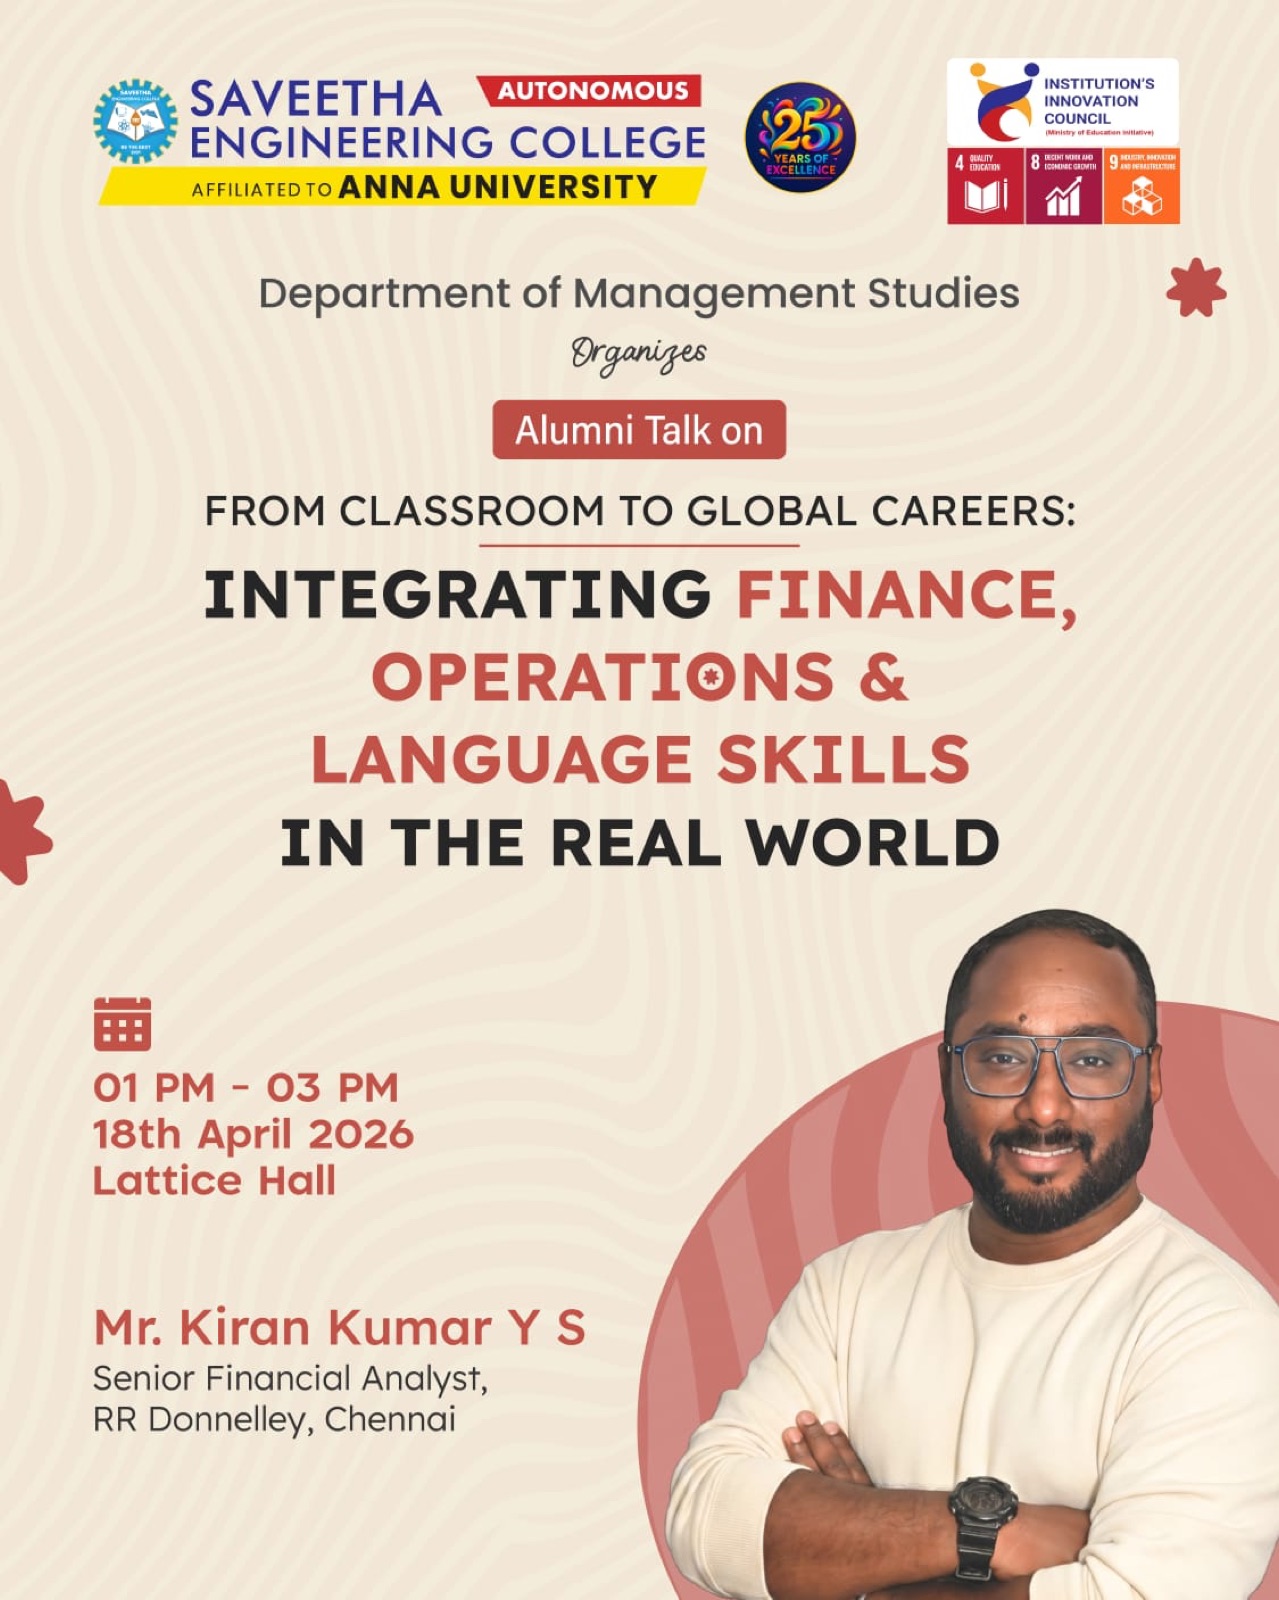 SAVEETHA
ENGINEERING COLLEGE
AUTONOMOUS
AFFILIATED TO ANNA UNIVERSITY
SAVEETHA
ENGINEERING COLLEGE
25
YEARS OF
EXCELLENCE
INSTITUTION'S
INNOVATION
COUNCIL
(Ministry of Education Initiative)
4 QUALITY
EDUCATION
8 DECENT WORK AND
ECONOMIC GROWTH
9 INDUSTRY, INNOVATION
AND INFRASTRUCTURE
Department of Management Studies
Organizes
Alumni Talk on
FROM CLASSROOM TO GLOBAL CAREERS:
INTEGRATING FINANCE,
OPERATIONS &
LANGUAGE SKILLS
IN THE REAL WORLD
01 PM - 03 PM
18th April 2026
Lattice Hall
Mr. Kiran Kumar Y S
Senior Financial Analyst,
RR Donnelley, Chennai